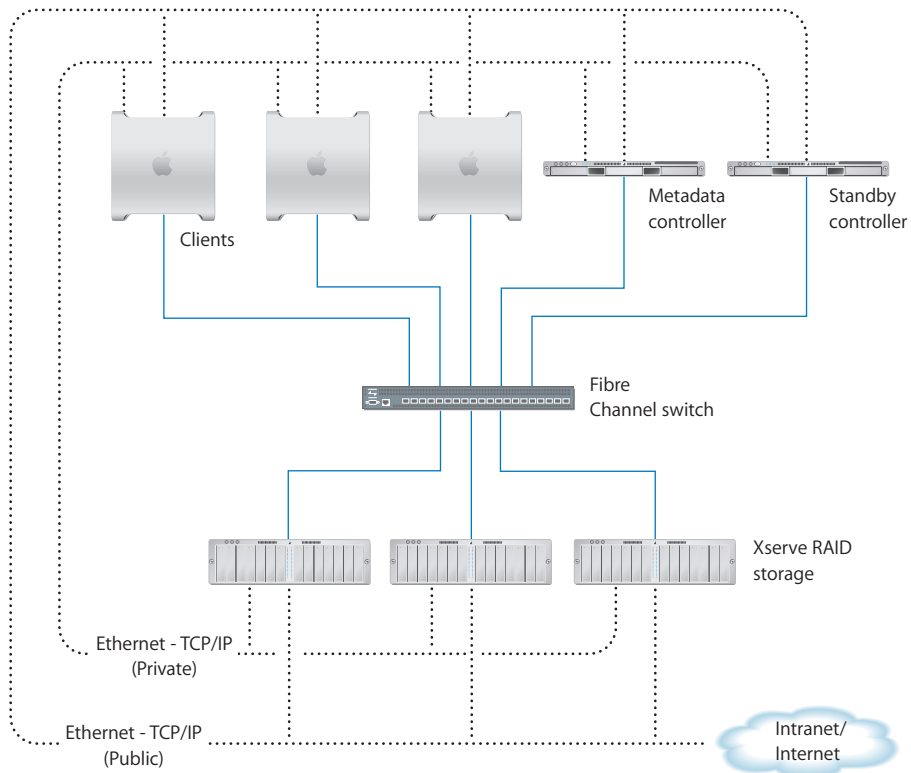 Clients
Metadata
controller
Standby
controller
Fibre
Channel switch
Xserve RAID
storage
Ethernet - TCP/IP
(Private)
Ethernet - TCP/IP
(Public)
Intranet/
Internet